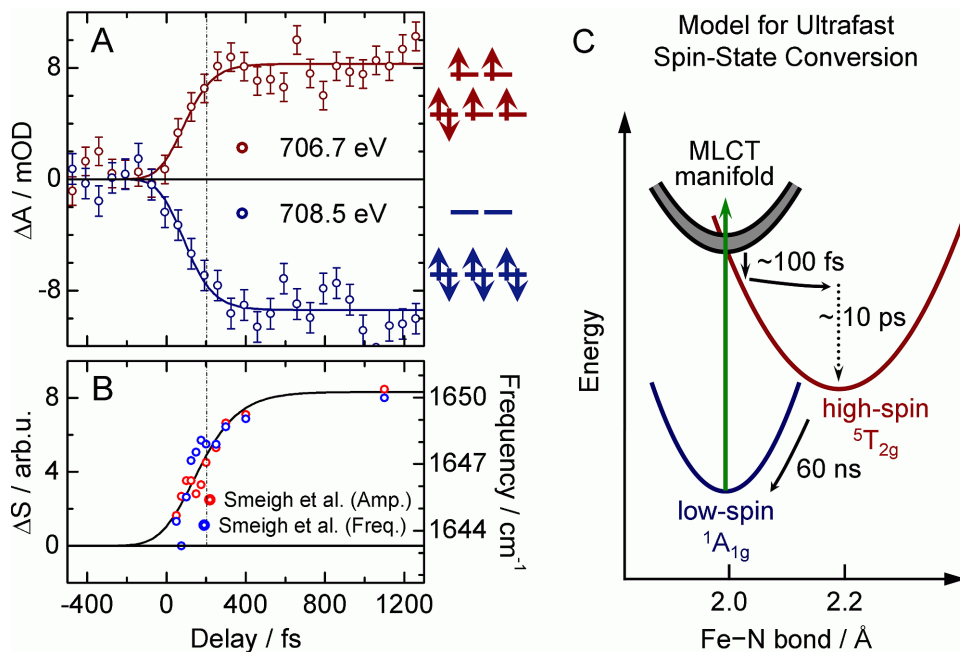 A
ΔA / mOD
8
0
-8
706.7 eV
708.5 eV
B
ΔS / arb.u.
8
4
0
Smeigh et al. (Amp.)
Smeigh et al. (Freq.)
1650
1647
1644
Frequency / cm⁻¹
-400 0 400 800 1200
Delay / fs
C
Model for Ultrafast
Spin-State Conversion
MLCT
manifold
~100 fs
~ 10 ps
high-spin
⁵T₂g
60 ns
low-spin
¹A₁g
Energy
2.0 2.2
Fe−N bond / Å